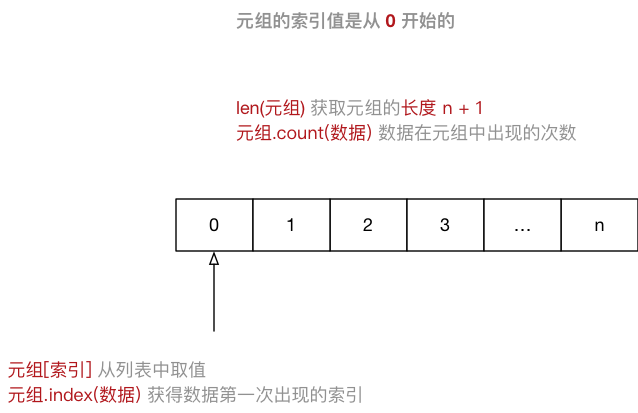 元组的索引值是从 0 开始的
len(元组) 获取元组的长度 n + 1
元组.count(数据) 数据在元组中出现的次数
0 1 2 3 ... n
元组[索引] 从列表中取值
元组.index(数据) 获得数据第一次出现的索引